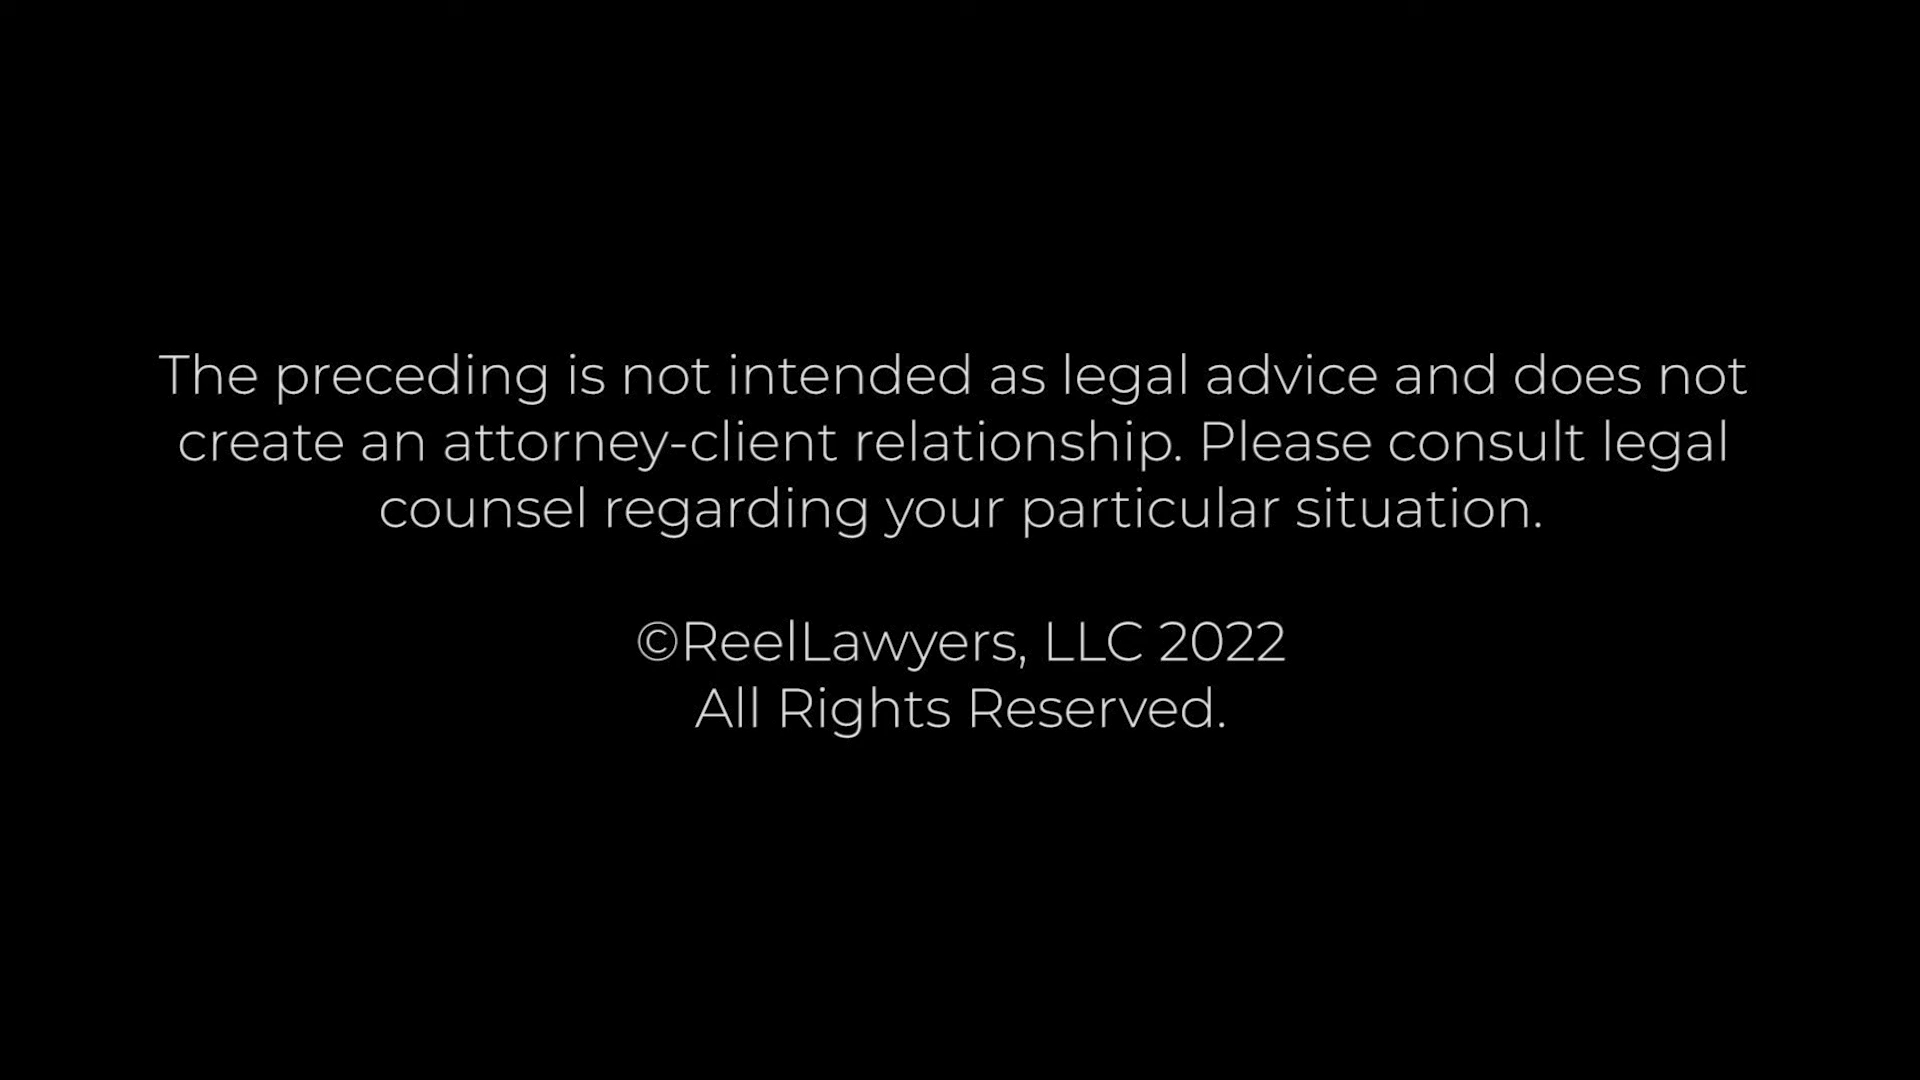 The preceding is not intended as legal advice and does not
create an attorney-client relationship. Please consult legal
counsel regarding your particular situation.
©ReelLawyers, LLC 2022
All Rights Reserved.